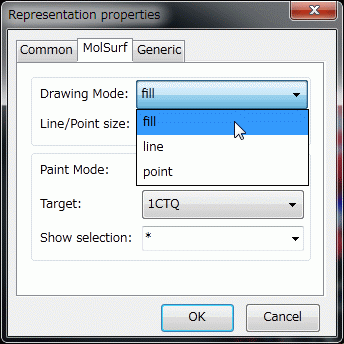 Representation properties
Common MolSurf Generic
Drawing Mode: fill
Line/Point size: fill
line
point
Paint Mode:
Target: 1CTQ
Show selection: *
OK Cancel